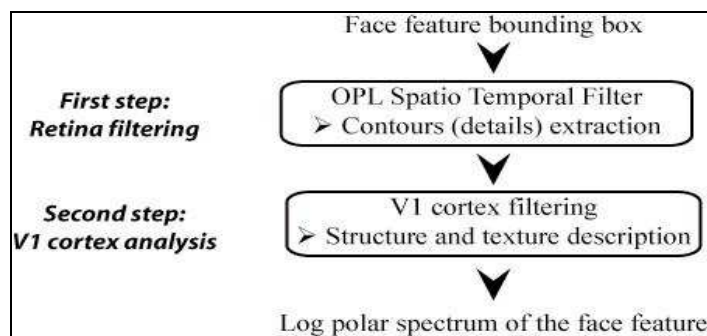 Face feature bounding box
First step:
Retina filtering
OPL Spatio Temporal Filter
➢ Contours (details) extraction
Second step:
V1 cortex analysis
V1 cortex filtering
➢ Structure and texture description
Log polar spectrum of the face feature